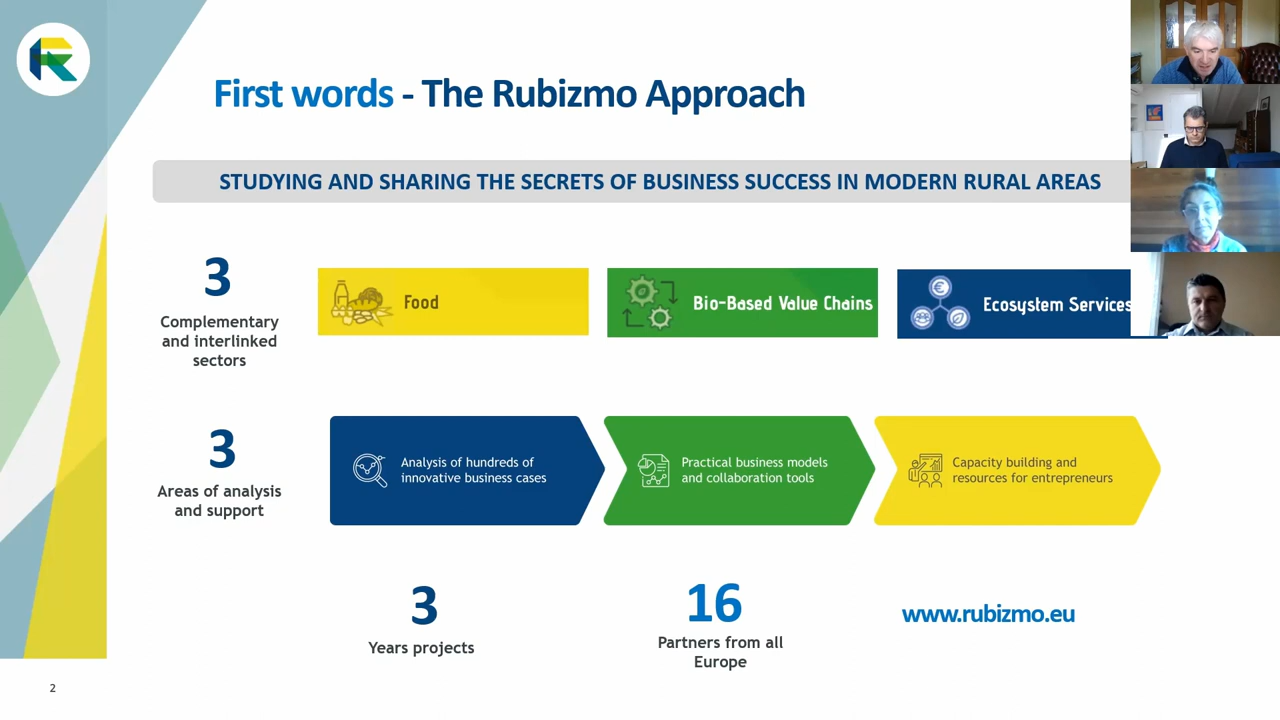 First words - The Rubizmo Approach
STUDYING AND SHARING THE SECRETS OF BUSINESS SUCCESS IN MODERN RURAL AREAS
3
Complementary
and interlinked
sectors
Food
Bio-Based Value Chains
Ecosystem Services
3
Areas of analysis
and support
Analysis of hundreds of
innovative business cases
Practical business models
and collaboration tools
Capacity building and
resources for entrepreneurs
3
Years projects
16
Partners from all
Europe
www.rubizmo.eu
2